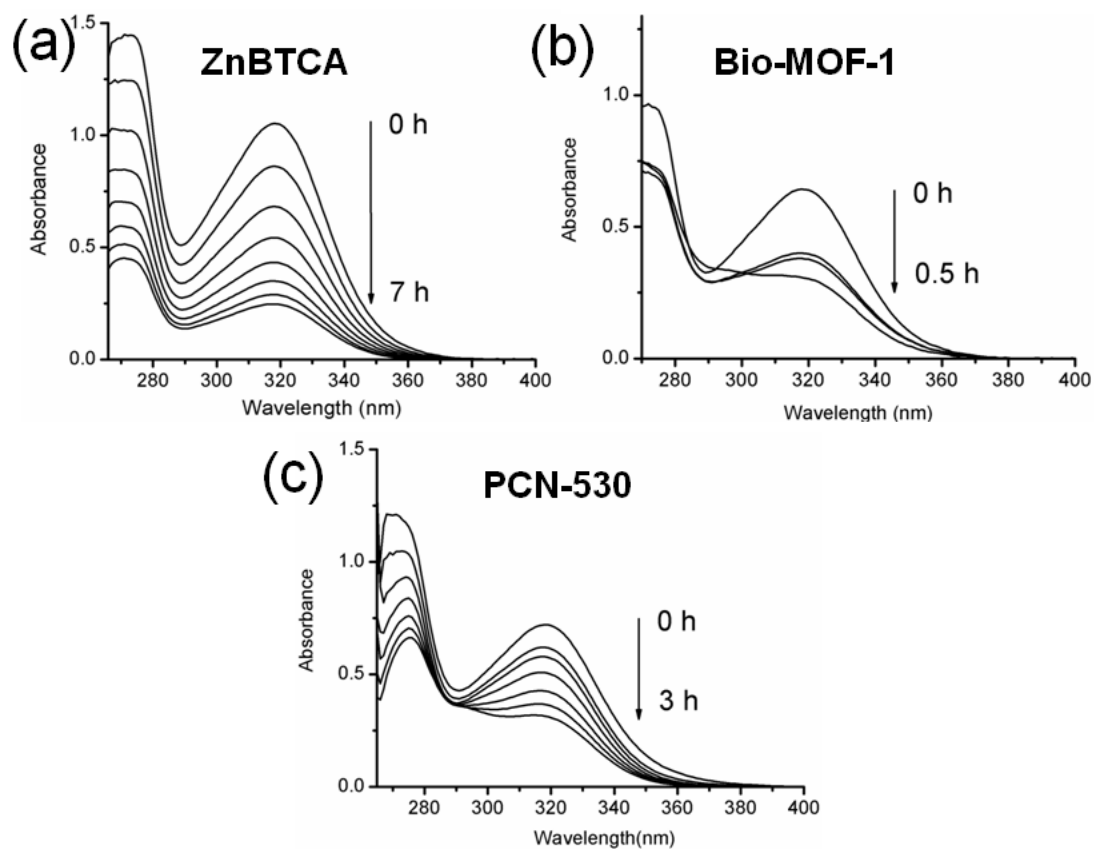 (a)
ZnBTCA
1.5
1.0
0.5
0.0
Absorbance
0 h
7 h
280 300 320 340 360 380 400
Wavelength (nm)
(b)
Bio-MOF-1
1.0
0.5
0.0
Absorbance
0 h
0.5 h
280 300 320 340 360 380 400
Wavelength (nm)
(c)
PCN-530
1.5
1.0
0.5
0.0
Absorbance
0 h
3 h
280 300 320 340 360 380 400
Wavelength(nm)